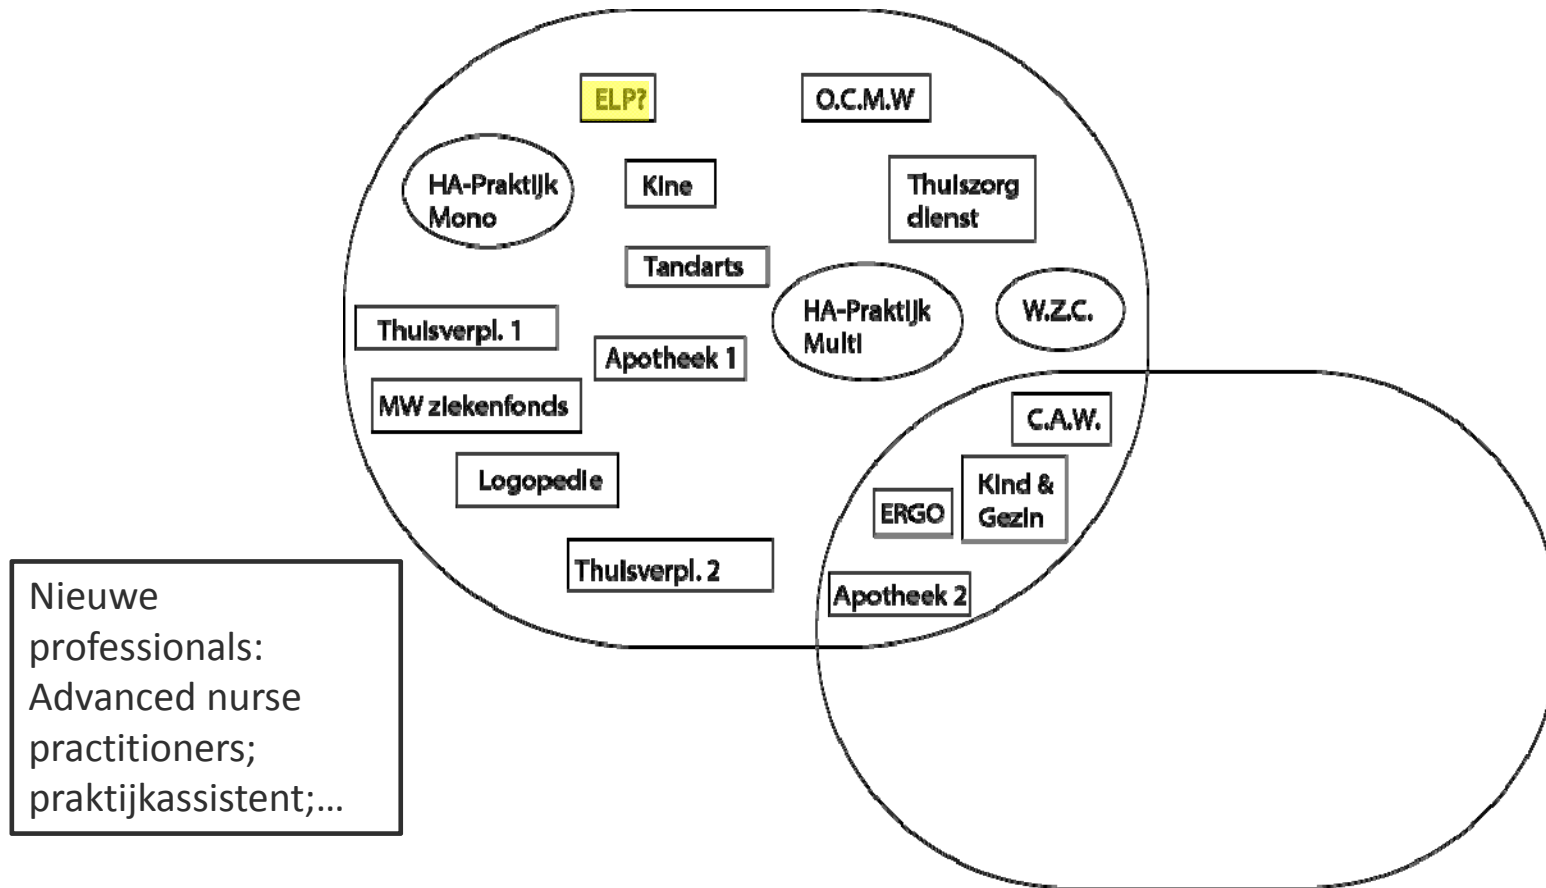 ELP?
O.C.M.W
HA-Praktijk
Mono
Kine
Thuiszorg
dienst
Tandarts
HA-Praktijk
Multi
W.Z.C.
Thuisverpl. 1
Apotheek 1
MW ziekenfonds
C.A.W.
Logopedie
Kind &
Gezin
ERGO
Thuisverpl. 2
Apotheek 2
Nieuwe
professionals:
Advanced nurse
practitioners;
praktijkassistent;...